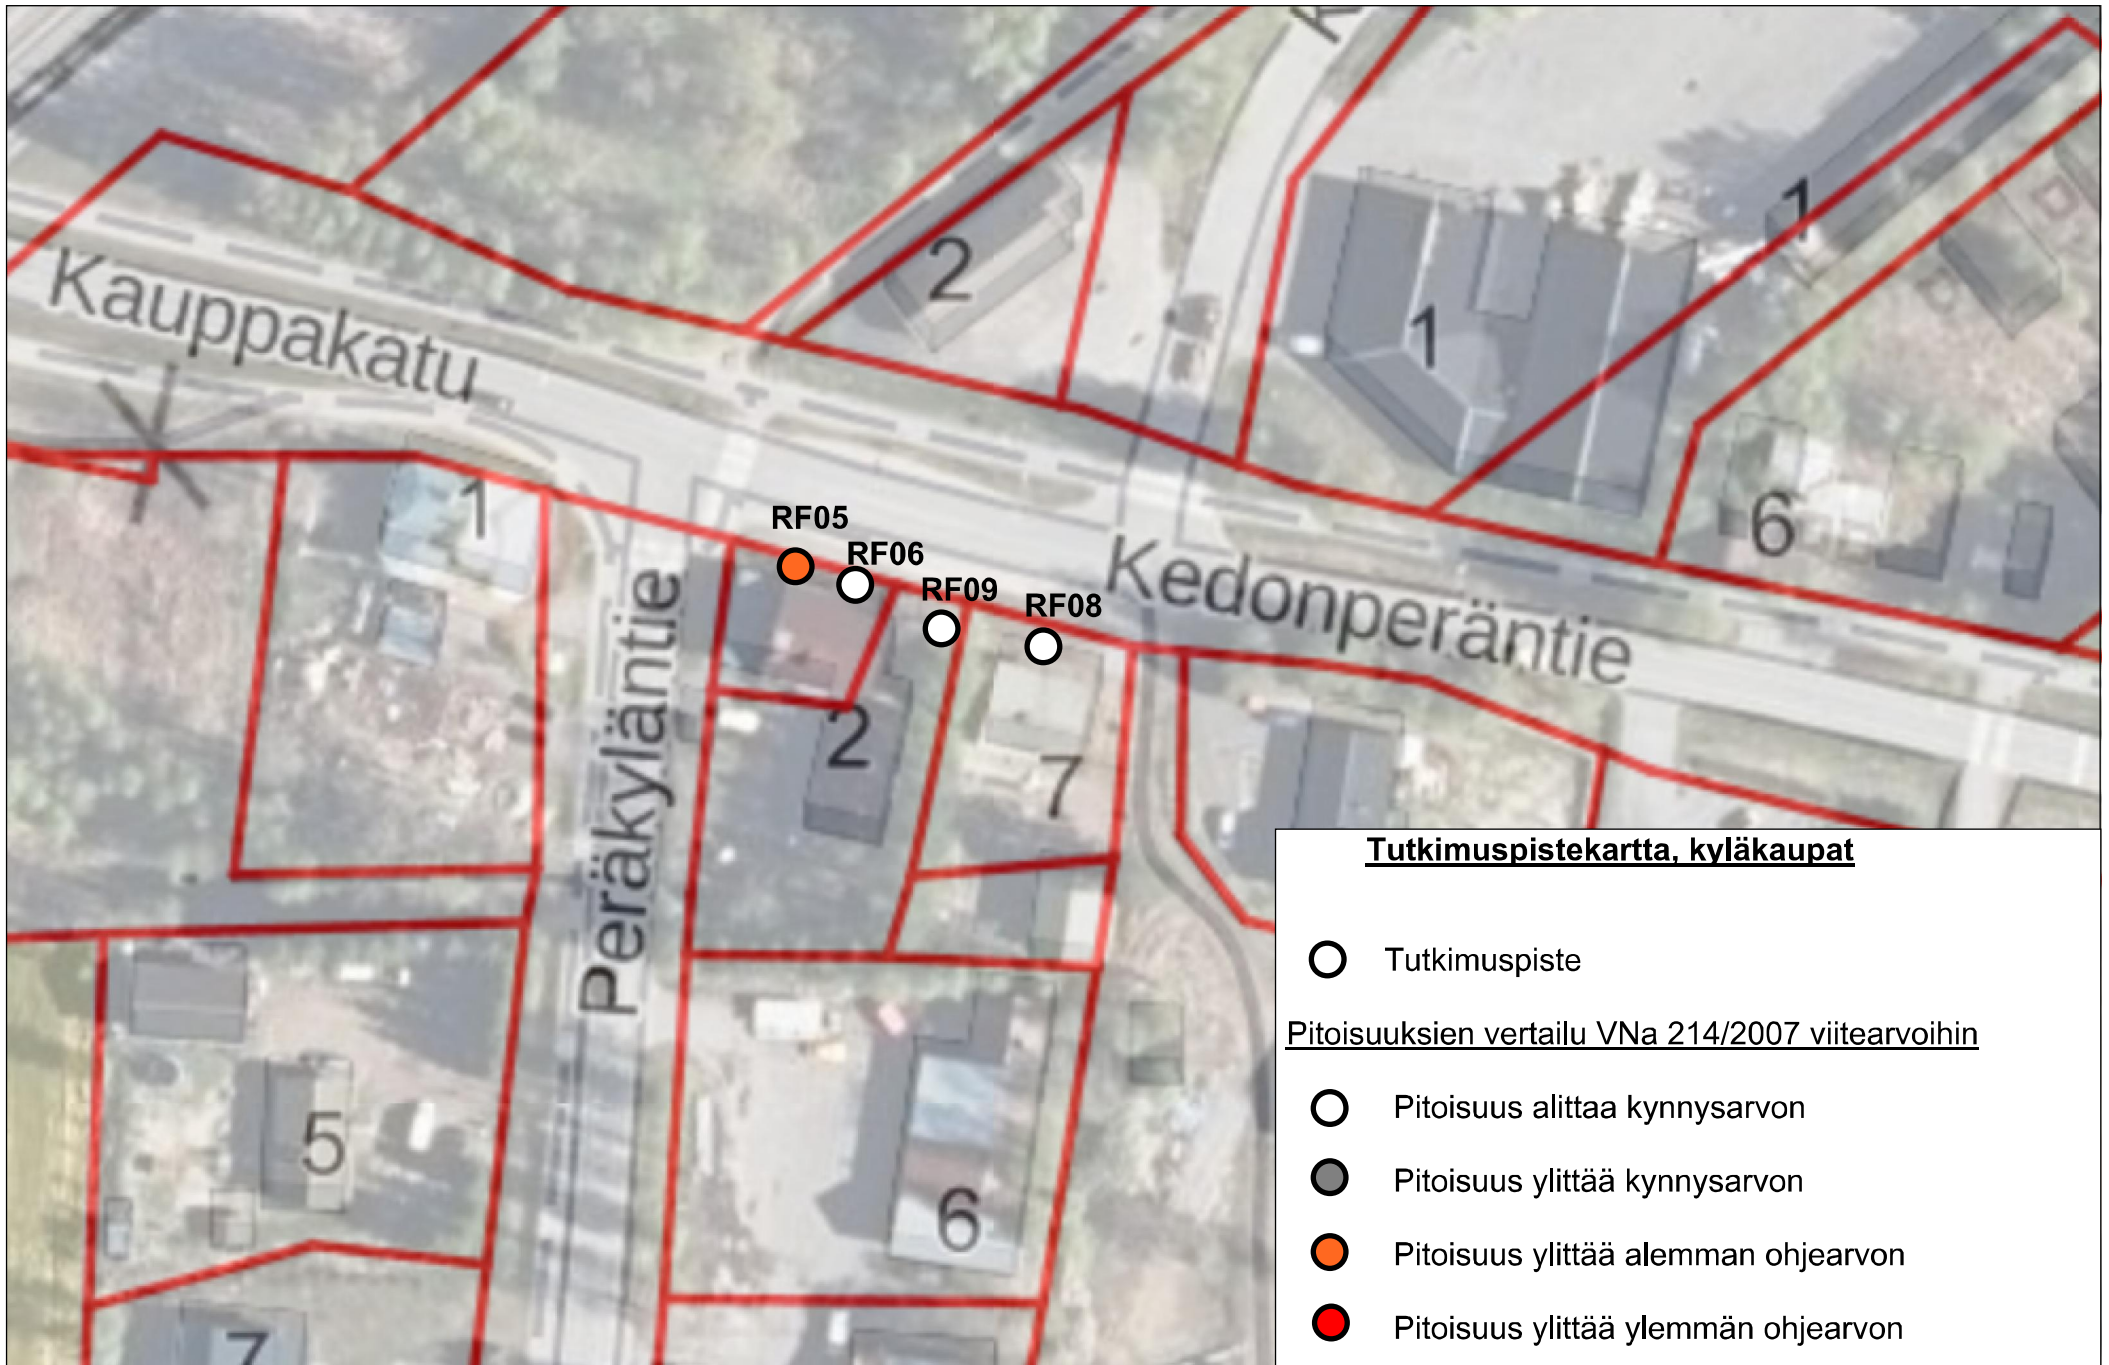 Kauppakatu
2
1
1
1
6
RF05
RF06
RF09
RF08
Kedonperäntie
Peräkyläntie
2
7
5
6
7
Tutkimuspistekartta, kyläkaupat
Tutkimuspiste
Pitoisuuksien vertailu VNa 214/2007 viitearvoihin
Pitoisuus alittaa kynnysarvon
Pitoisuus ylittää kynnysarvon
Pitoisuus ylittää alemman ohjearvon
Pitoisuus ylittää ylemmän ohjearvon